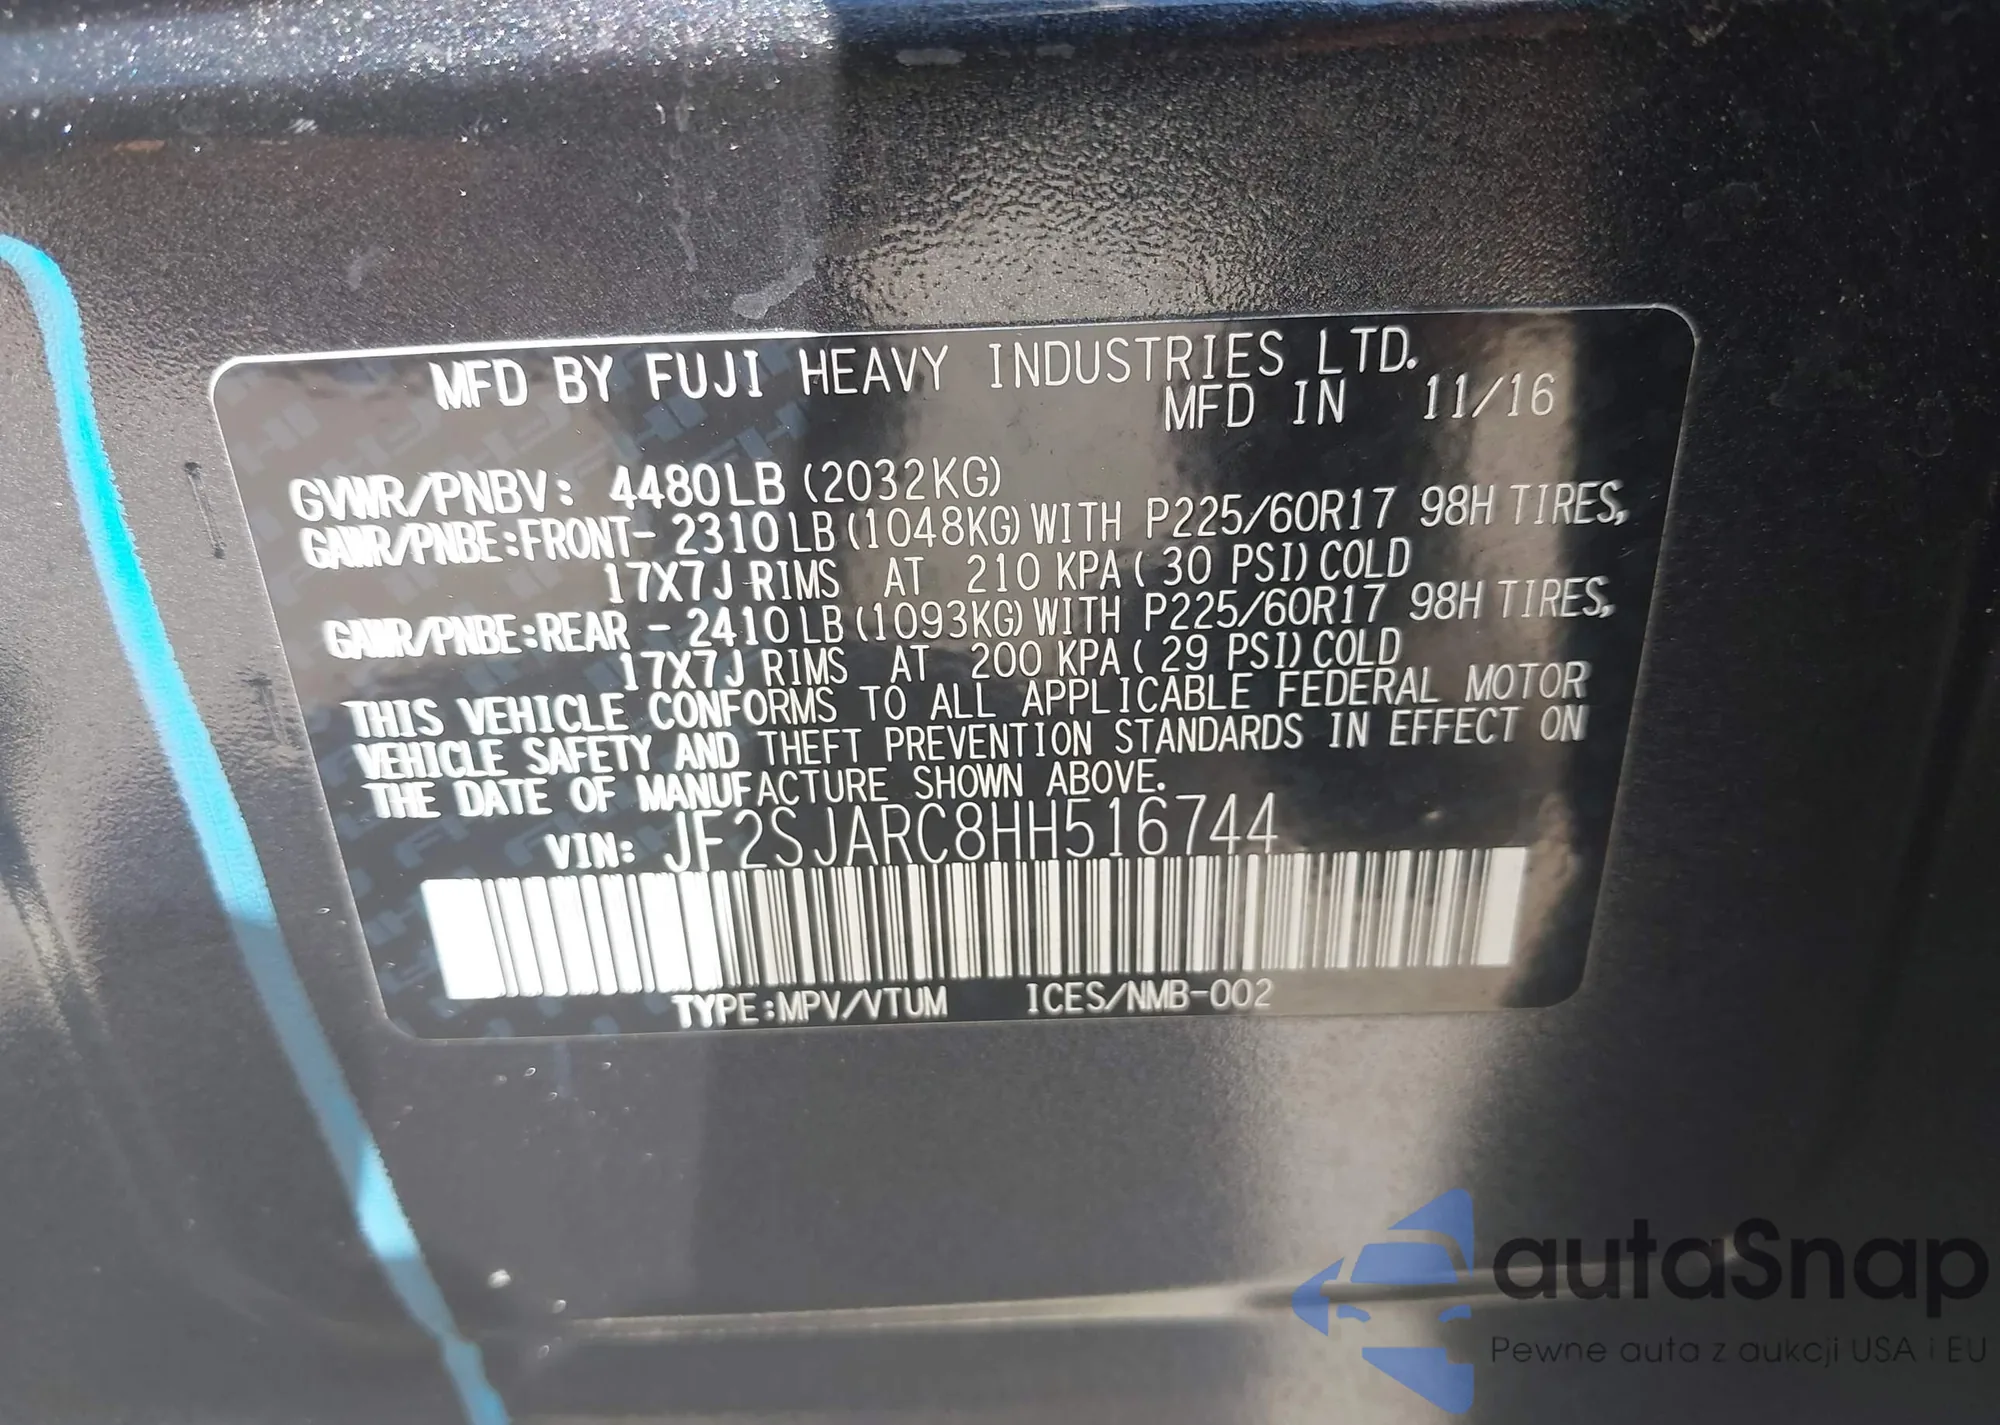 MFD BY FUJI HEAVY INDUSTRIES LTD.
MFD IN 11/16
GVWR/PNBV: 4480LB (2032KG)
GAWR/PNBE:FRONT- 2310LB (1048KG) WITH P225/60R17 98H TIRES,
17X7J RIMS AT 210 KPA( 30 PSI) COLD
GAWR/PNBE:REAR - 2410LB (1093KG) WITH P225/60R17 98H TIRES,
17X7J RIMS AT 200 KPA( 29 PSI) COLD
THIS VEHICLE CONFORMS TO ALL APPLICABLE FEDERAL MOTOR
VEHICLE SAFETY AND THEFT PREVENTION STANDARDS IN EFFECT ON
THE DATE OF MANUFACTURE SHOWN ABOVE.
VIN: JF2SJARC8HH516744
TYPE:MPV/VTUM ICES/NMB-002
autaSnap
Pewne auta z aukcji USA i EU